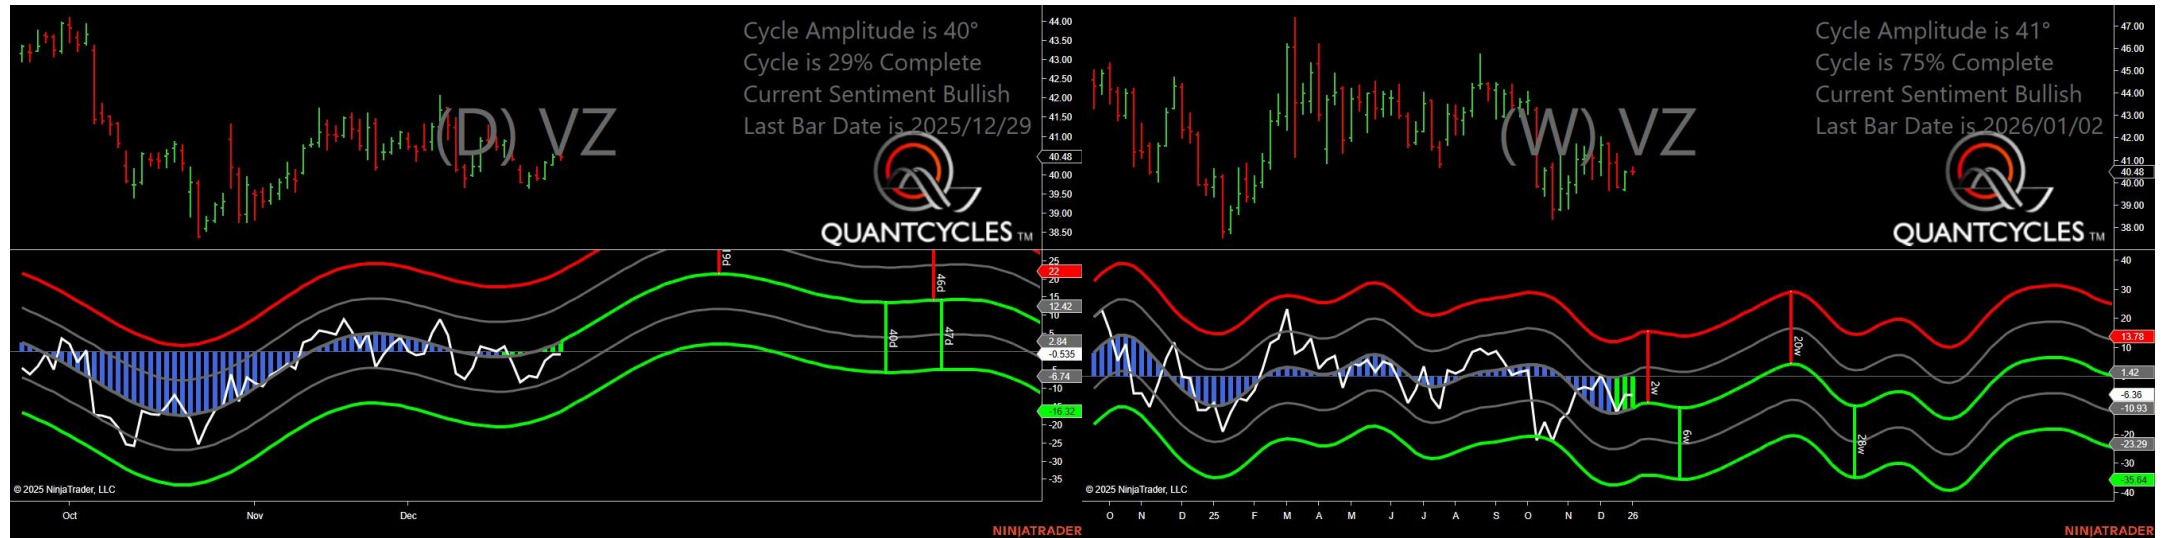 Cycle Amplitude is 40°
Cycle is 29% Complete
Current Sentiment Bullish
Last Bar Date is 2025/12/29
(D) VZ
QUANTCYCLES TM
44.00
43.50
43.00
42.50
42.00
41.50
41.00
40.48
40.00
39.50
39.00
38.50
19d
46d
40d
47d
25
22
20
15
12.42
10
5
2.84
-0.535
-6.74
-10
-16.32
-20
-25
-30
-35
© 2025 NinjaTrader, LLC
Oct
Nov
Dec
NINJATRADER
Cycle Amplitude is 41°
Cycle is 75% Complete
Current Sentiment Bullish
Last Bar Date is 2026/01/02
(W) VZ
QUANTCYCLES TM
47.00
46.00
45.00
44.00
43.00
42.00
41.00
40.48
40.00
39.00
38.00
2w
6w
20w
28w
40
30
20
13.78
10
1.42
-6.36
-10.93
-20
-23.29
-30
-35.64
-40
© 2025 NinjaTrader, LLC
O
N
D
25
F
M
A
M
J
J
A
S
O
N
D
26
NINJATRADER